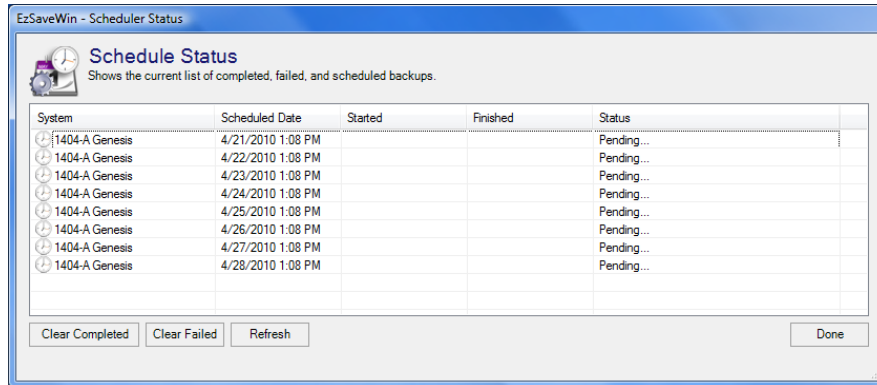 EzSaveWin - Scheduler Status
Schedule Status
Shows the current list of completed, failed, and scheduled backups.
System Scheduled Date Started Finished Status
1404-A Genesis 4/21/2010 1:08 PM Pending...
1404-A Genesis 4/22/2010 1:08 PM Pending...
1404-A Genesis 4/23/2010 1:08 PM Pending...
1404-A Genesis 4/24/2010 1:08 PM Pending...
1404-A Genesis 4/25/2010 1:08 PM Pending...
1404-A Genesis 4/26/2010 1:08 PM Pending...
1404-A Genesis 4/27/2010 1:08 PM Pending...
1404-A Genesis 4/28/2010 1:08 PM Pending...
Clear Completed Clear Failed Refresh Done